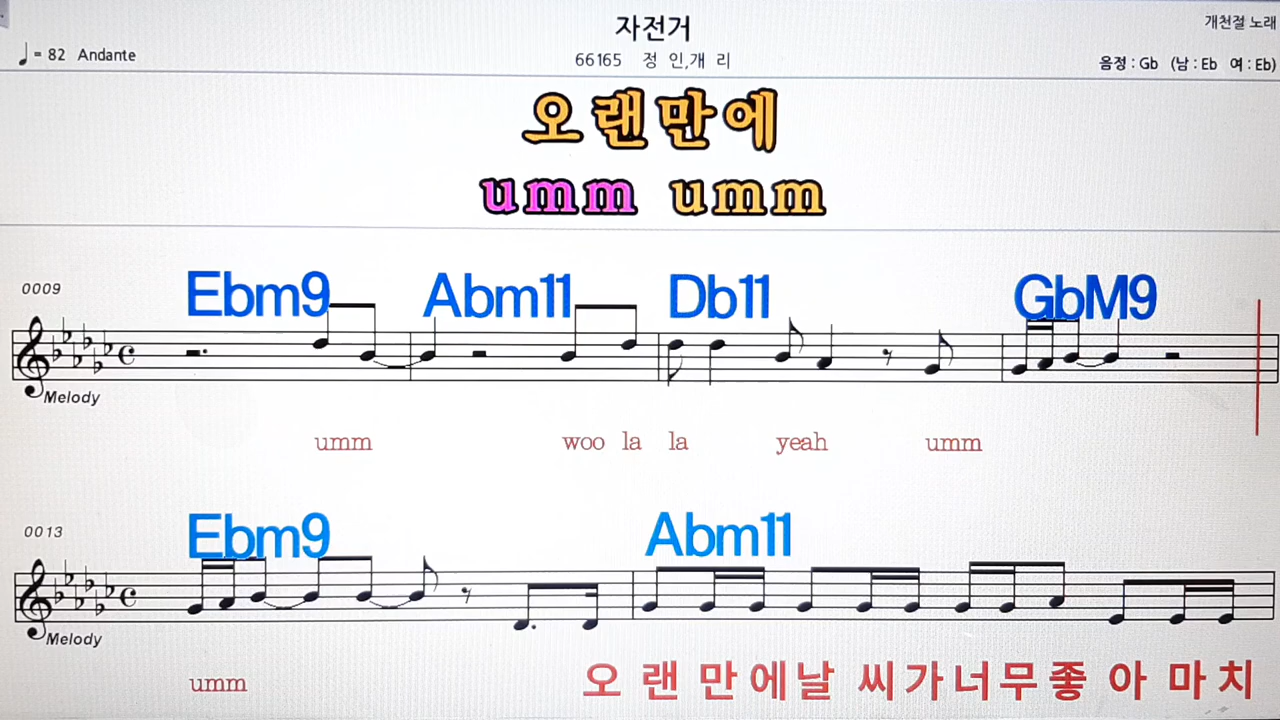 자전거
개천절 노래
♩= 82 Andante
66165 정 인,개 리
음정 : Gb (남 : Eb 여 : Eb)
오랜만에
umm umm
0009
Ebm9 Abm11 Db11 GbM9
Melody
umm woo la la yeah umm
0013
Ebm9 Abm11
Melody
umm 오 랜 만 에 날 씨 가 너 무 좋 아 마 치